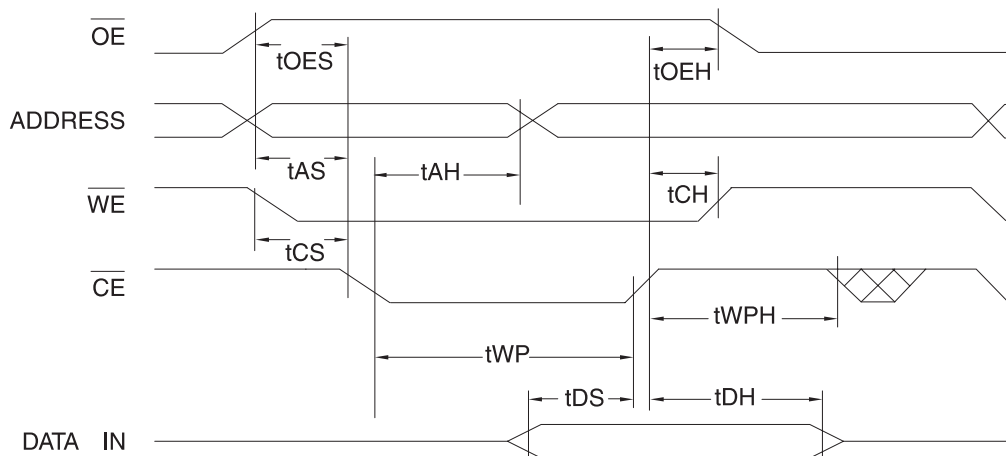 OE
tOES
tOEH
ADDRESS
tAS
tAH
tCH
WE
tCS
CE
tWPH
tWP
tDS
tDH
DATA IN